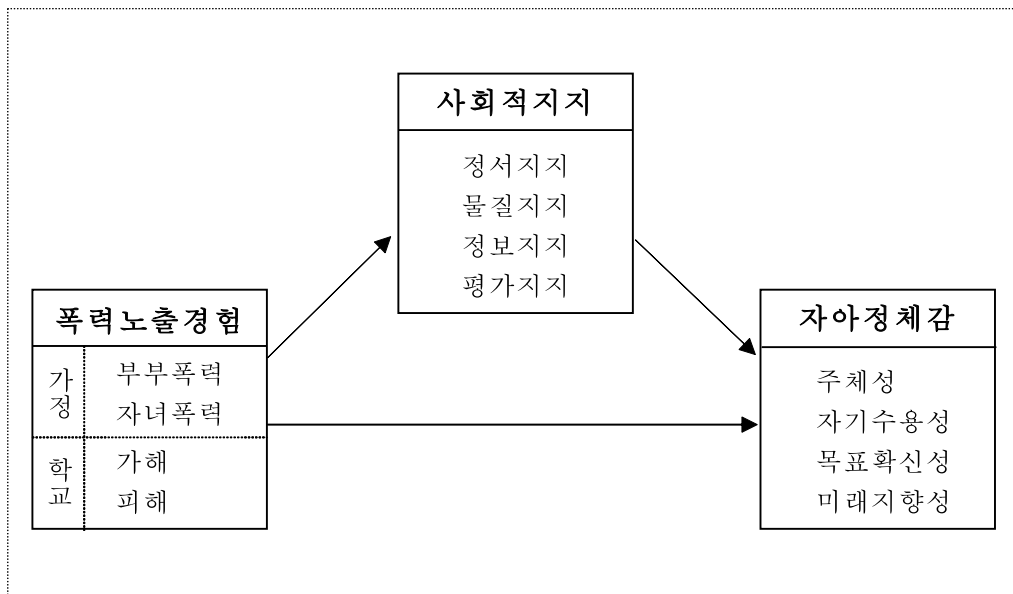 사회적지지
정서지지
물질지지
정보지지
평가지지
폭력노출경험
가정
부부폭력
자녀폭력
학교
가해
피해
자아정체감
주체성
자기수용성
목표확신성
미래지향성